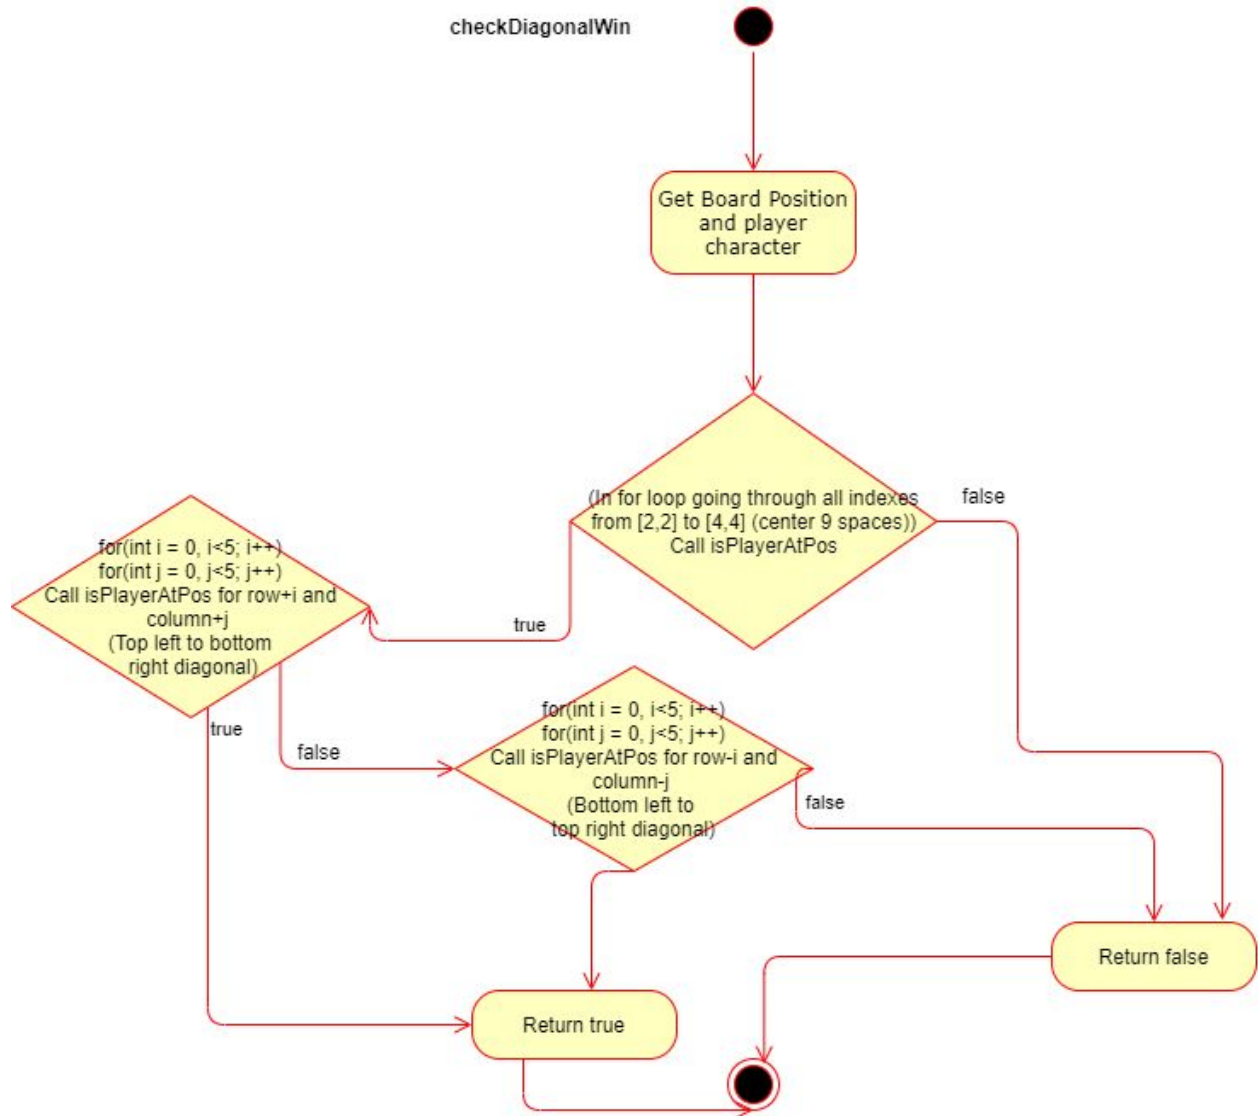 checkDiagonalWin
Get Board Position
and player
character
(In for loop going through all indexes
from [2,2] to [4,4] (center 9 spaces))
Call isPlayerAtPos
false
true
for(int i = 0, i<5; i++)
for(int j = 0, j<5; j++)
Call isPlayerAtPos for row+i and
column+j
(Top left to bottom
right diagonal)
true
false
for(int i = 0, i<5; i++)
for(int j = 0, j<5; j++)
Call isPlayerAtPos for row-i and
column-j
(Bottom left to
top right diagonal)
false
Return false
Return true